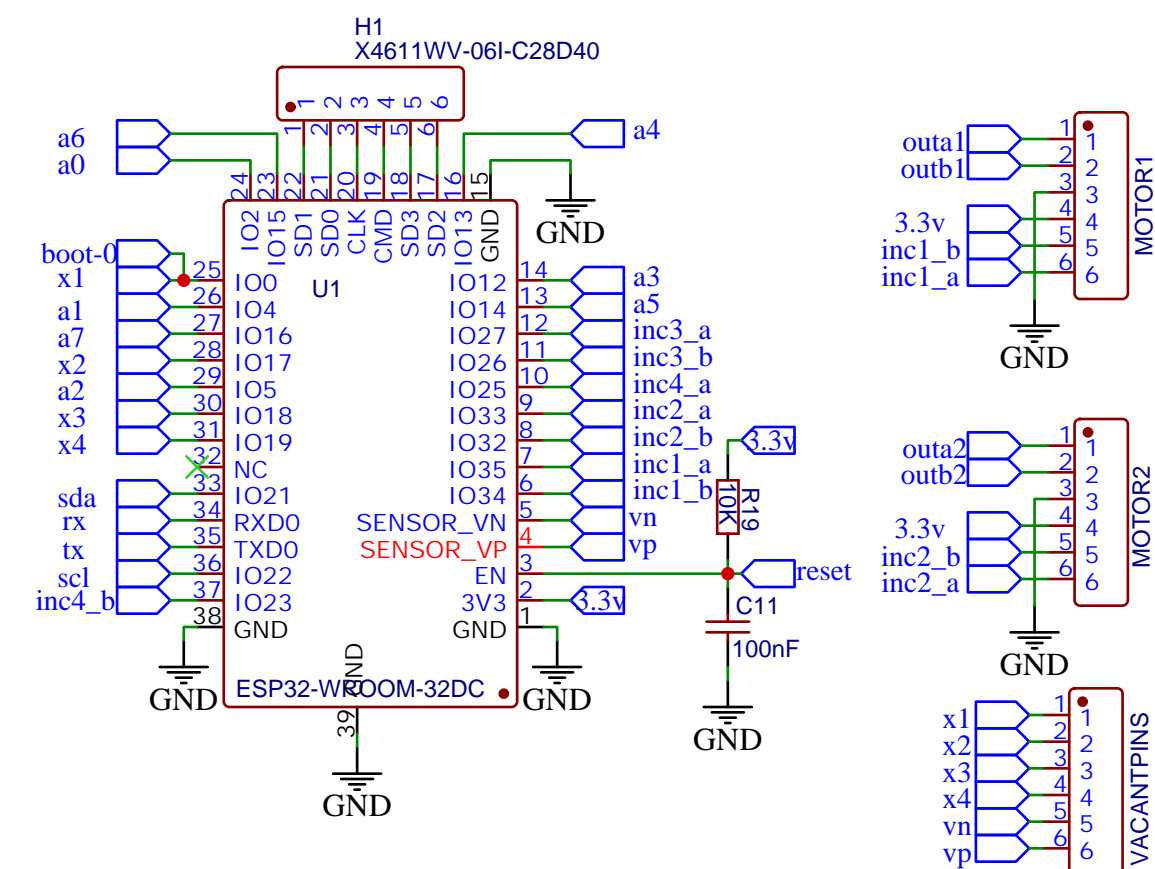 H1
X4611WV-06I-C28D40
1 2 3 4 5 6
1 2 3 4 5 6
a6
a0
a4
24 23 22 21 20 19 18 17 16 15
IO2 IO15 SD1 SD0 CLK CMD SD3 SD2 IO13 GND
GND
U1
boot-0
x1 25 IO0
a1 26 IO4
a7 27 IO16
x2 28 IO17
a2 29 IO5
x3 30 IO18
x4 31 IO19
32 NC
sda 33 IO21
rx 34 RXD0
tx 35 TXD0
scl 36 IO22
inc4_b 37 IO23
38 GND
GND
IO12 14 a3
IO14 13 a5
IO27 12 inc3_a
IO26 11 inc3_b
IO25 10 inc4_a
IO33 9 inc2_a
IO32 8 inc2_b
IO35 7 inc1_a
IO34 6 inc1_b
SENSOR_VN 5 vn
SENSOR_VP 4 vp
EN 3
3V3 2 3.3v
GND 1
GND
ESP32-WROOM-32DC
GND
39
GND
3.3v
R19
10K
reset
C11
100nF
GND
MOTOR1
outa1 1 1
outb1 2 2
3 3
3.3v 4 4
inc1_b 5 5
inc1_a 6 6
GND
MOTOR2
outa2 1 1
outb2 2 2
3 3
3.3v 4 4
inc2_b 5 5
inc2_a 6 6
GND
VACANTPINS
x1 1 1
x2 2 2
x3 3 3
x4 4 4
vn 5 5
vp 6 6